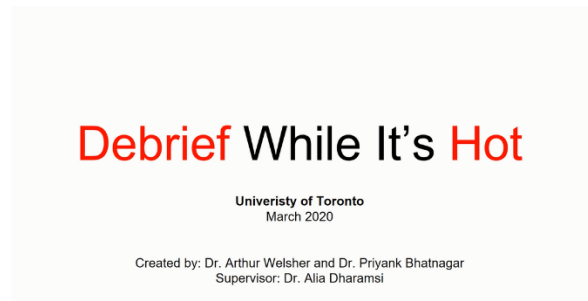 Debrief While It's Hot
Univeristy of Toronto
March 2020
Created by: Dr. Arthur Welsher and Dr. Priyank Bhatnagar
Supervisor: Dr. Alia Dharamsi